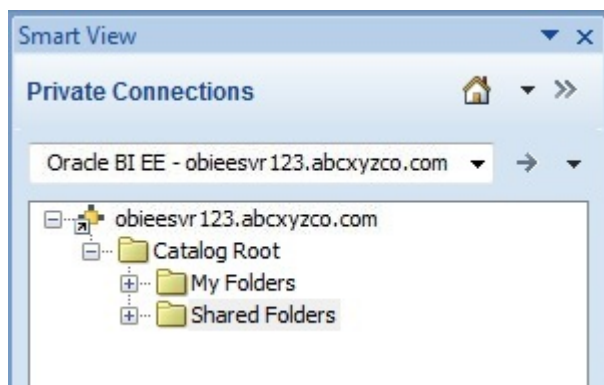 Smart View
Private Connections
Oracle BI EE - obieesvr123.abcxyzco.com
obieesvr123.abcxyzco.com
Catalog Root
My Folders
Shared Folders